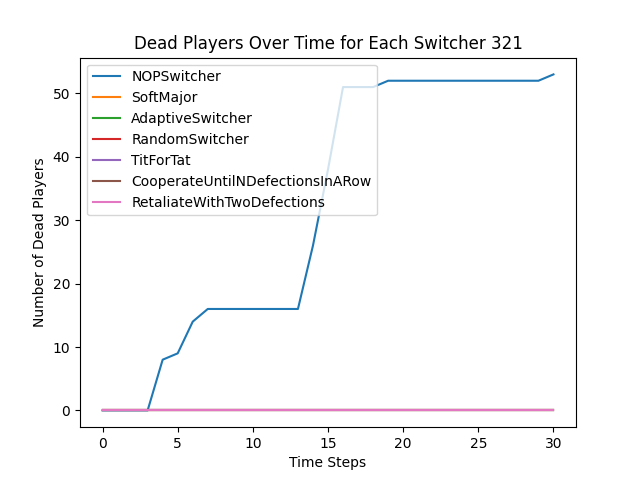 Dead Players Over Time for Each Switcher 321
NOPSwitcher
SoftMajor
AdaptiveSwitcher
RandomSwitcher
TitForTat
CooperateUntilNDefectionsInARow
RetaliateWithTwoDefections
Number of Dead Players
50
40
30
20
10
0
0 5 10 15 20 25 30
Time Steps